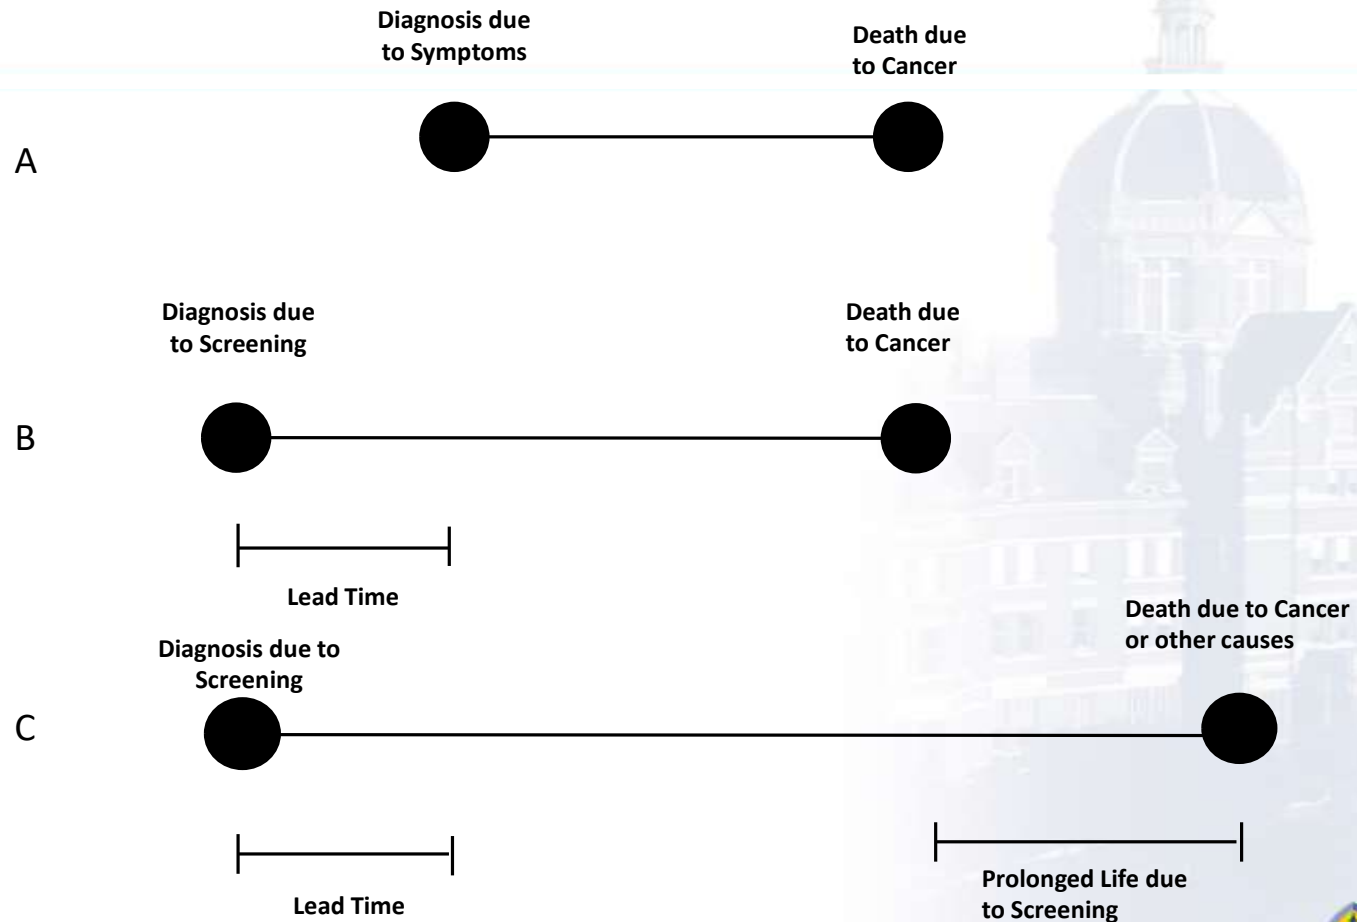 Diagnosis due
to Symptoms
Death due
to Cancer
A
Diagnosis due
to Screening
Death due
to Cancer
B
Lead Time
Diagnosis due to
Screening
Death due to Cancer
or other causes
C
Lead Time
Prolonged Life due
to Screening